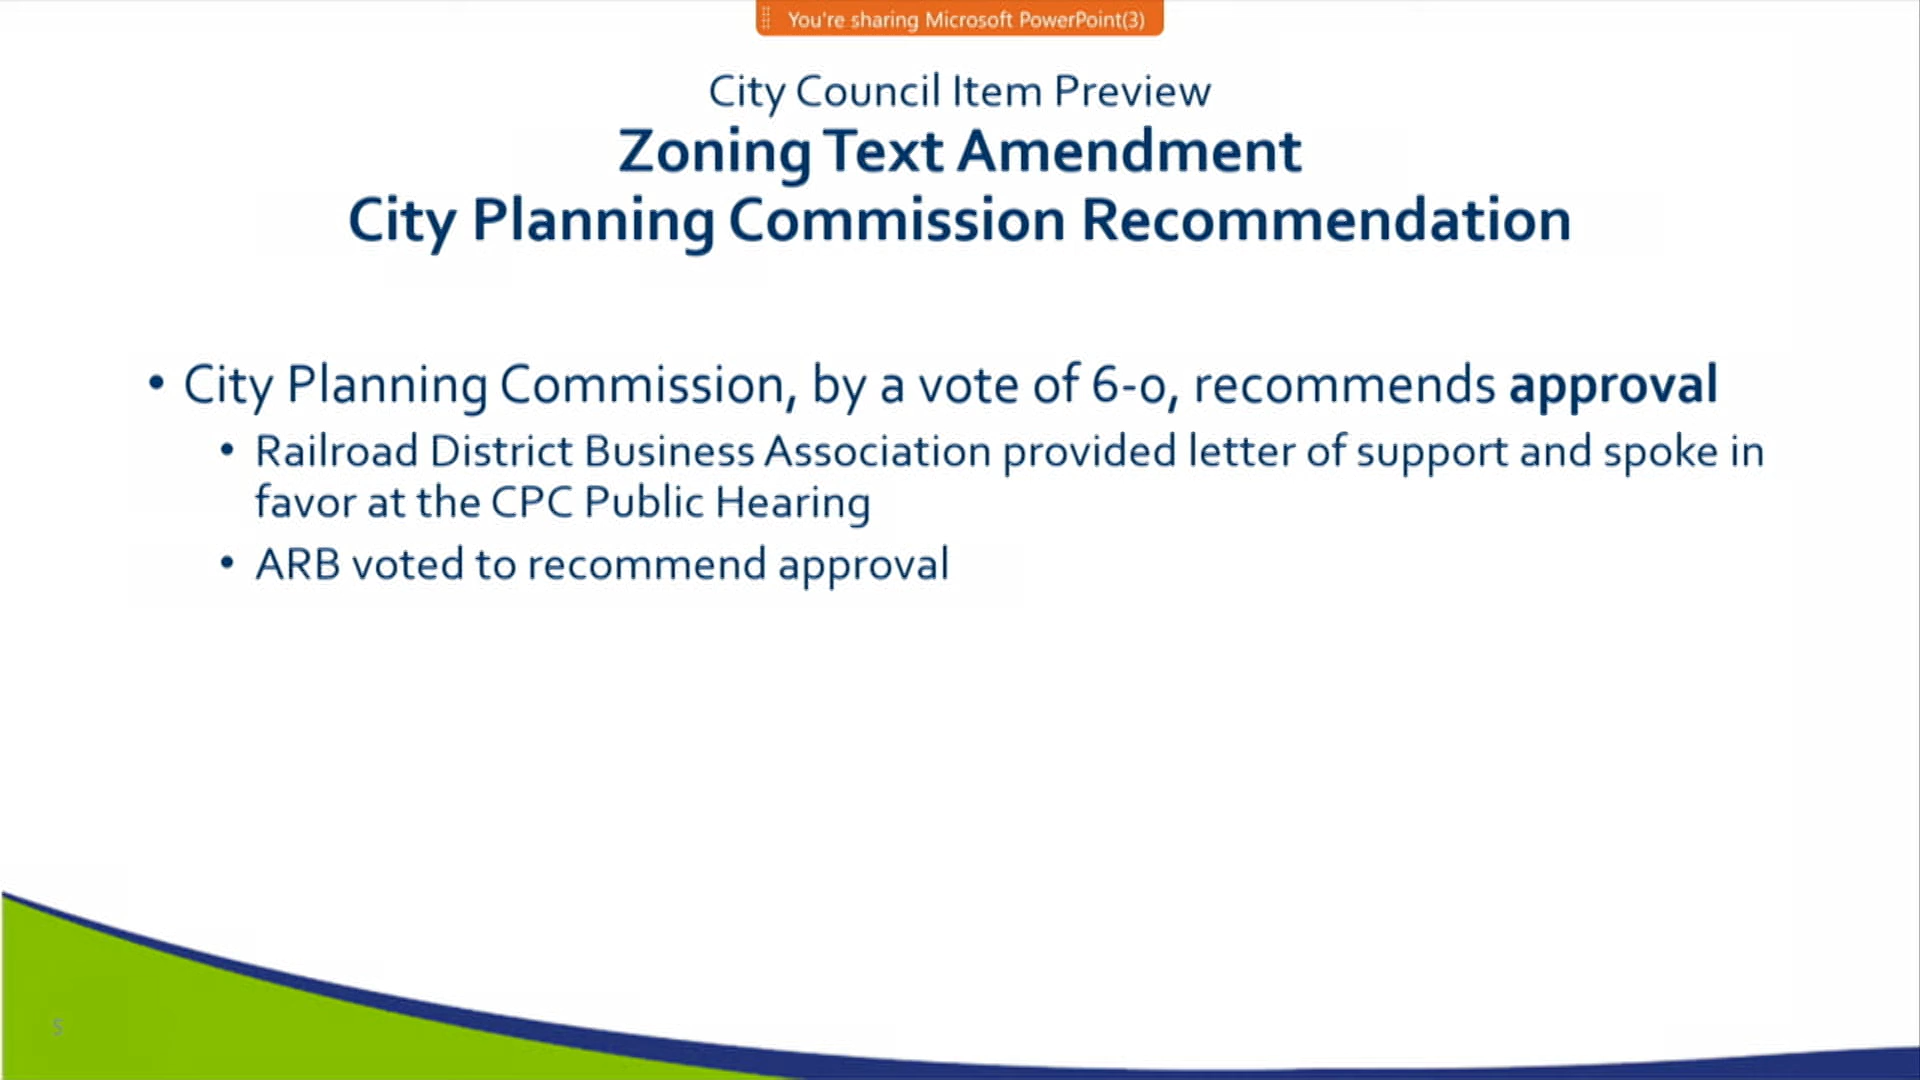 You're sharing Microsoft PowerPoint(3)
City Council Item Preview
Zoning Text Amendment
City Planning Commission Recommendation
• City Planning Commission, by a vote of 6-0, recommends approval
• Railroad District Business Association provided letter of support and spoke in
favor at the CPC Public Hearing
• ARB voted to recommend approval
5